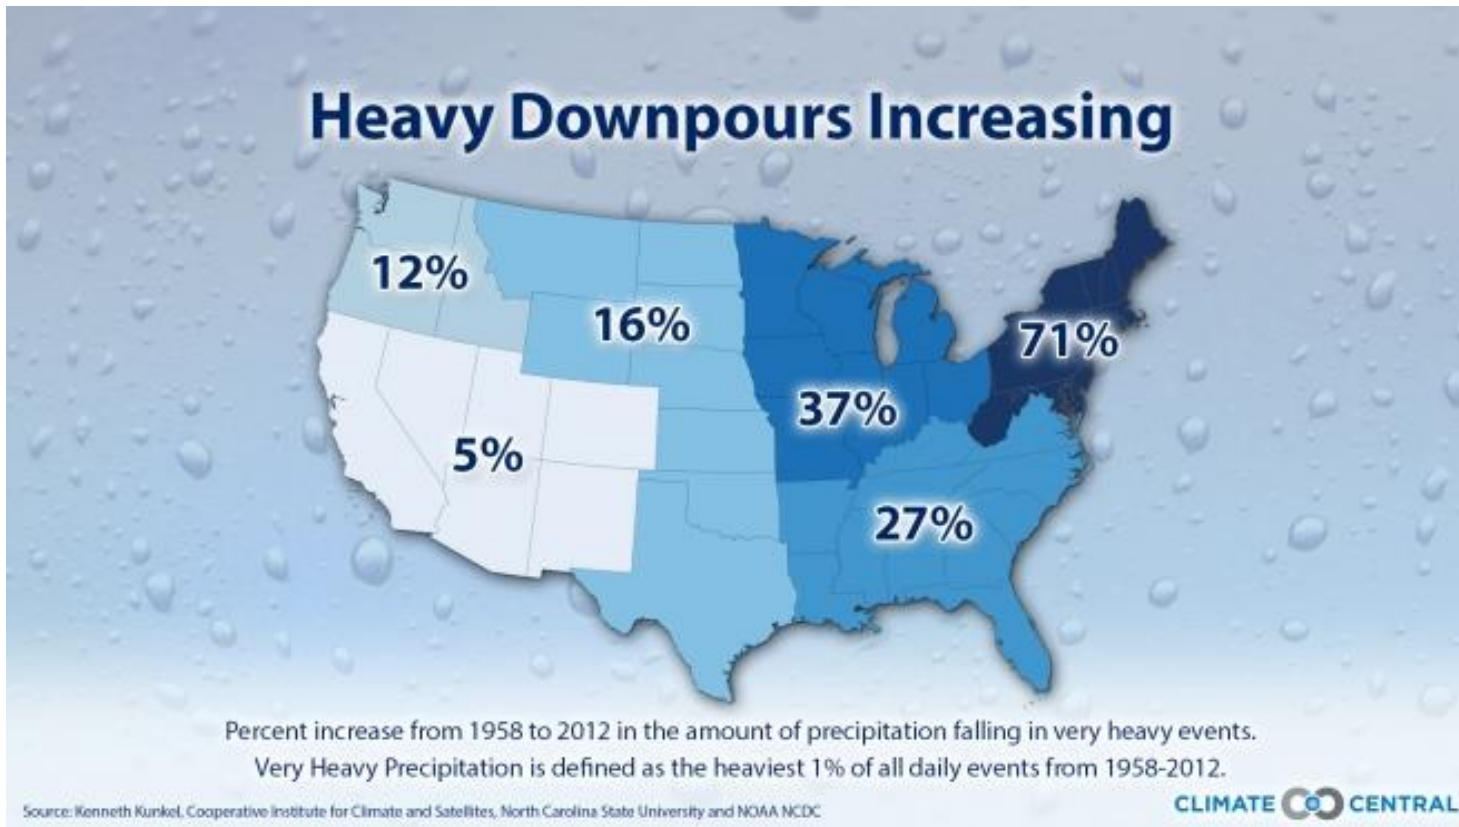 Heavy Downpours Increasing
12%
16%
71%
37%
5%
27%
Percent increase from 1958 to 2012 in the amount of precipitation falling in very heavy events.
Very Heavy Precipitation is defined as the heaviest 1% of all daily events from 1958-2012.
Source: Kenneth Kunkel, Cooperative Institute for Climate and Satellites, North Carolina State University and NOAA NCDC
CLIMATE CENTRAL